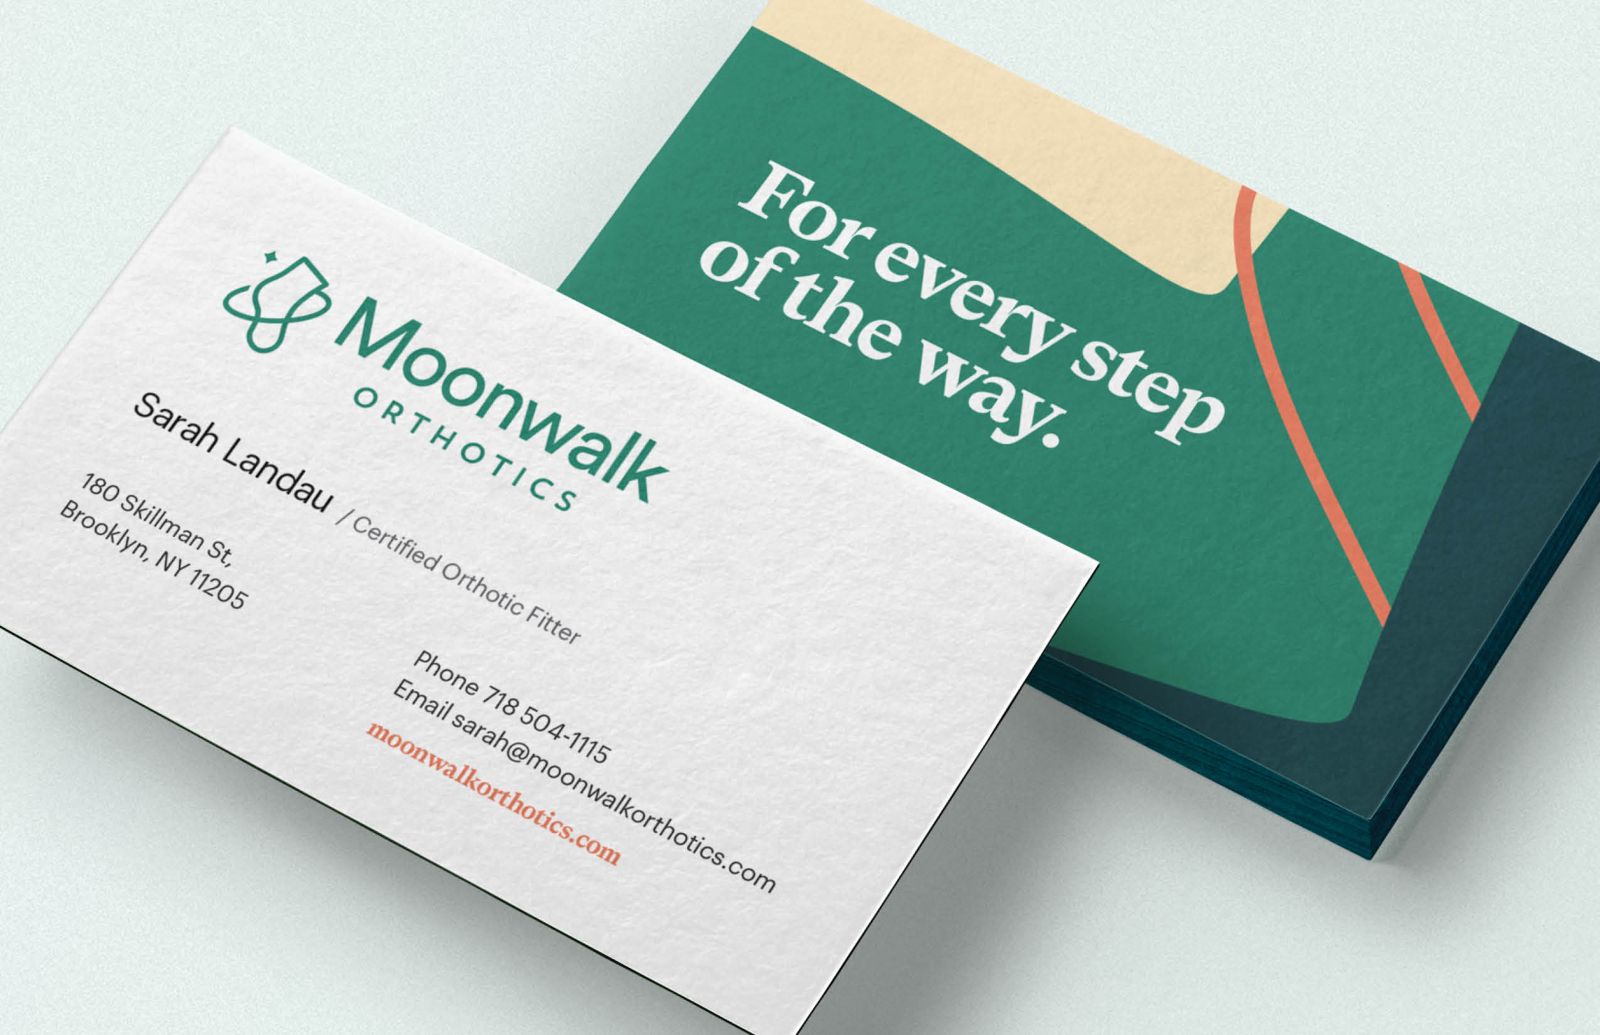 Moonwalk
ORTHOTICS
Sarah Landau / Certified Orthotic Fitter
180 Skillman St,
Brooklyn, NY 11205
Phone 718 504-1115
Email sarah@moonwalkorthotics.com
moonwalkorthotics.com
For every step
of the way.